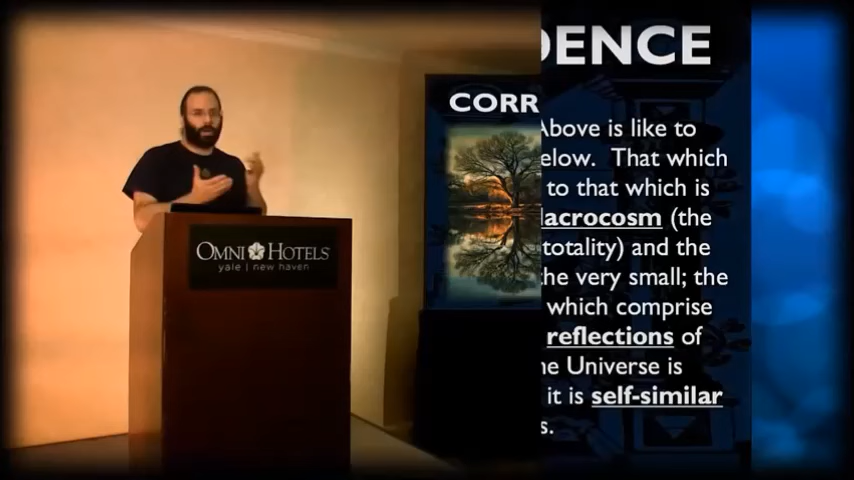 CORR
DENCE
Above is like to
elow. That which
to that which is
acrocosm (the
totality) and the
he very small; the
which comprise
reflections of
he Universe is
it is self-similar
s.
OMNI HOTELS
yale | new haven